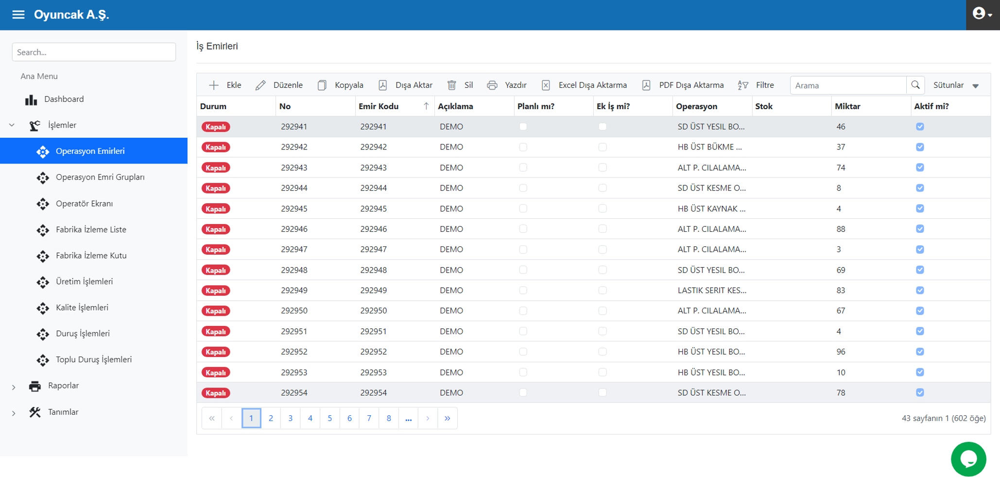 Oyuncak A.Ş.
Search...
Ana Menu
Dashboard
İşlemler
Operasyon Emirleri
Operasyon Emri Grupları
Operatör Ekranı
Fabrika İzleme Liste
Fabrika İzleme Kutu
Üretim İşlemleri
Kalite İşlemleri
Duruş İşlemleri
Toplu Duruş İşlemleri
Raporlar
Tanımlar
İş Emirleri
Ekle Düzenle Kopyala Dışa Aktar Sil Yazdır Excel Dışa Aktarma PDF Dışa Aktarma Filtre Arama Sütunlar
Durum No Emir Kodu Açıklama Planlı mı? Ek İş mi? Operasyon Stok Miktar Aktif mi?
Kapalı 292941 292941 DEMO SD ÜST YESIL BO... 46
Kapalı 292942 292942 DEMO HB ÜST BÜKME ... 37
Kapalı 292943 292943 DEMO ALT P. CILALAMA... 74
Kapalı 292944 292944 DEMO SD ÜST KESME O... 8
Kapalı 292945 292945 DEMO HB ÜST KAYNAK ... 4
Kapalı 292946 292946 DEMO ALT P. CILALAMA... 88
Kapalı 292947 292947 DEMO ALT P. CILALAMA... 3
Kapalı 292948 292948 DEMO SD ÜST YESIL BO... 69
Kapalı 292949 292949 DEMO LASTIK SERIT KES... 83
Kapalı 292950 292950 DEMO ALT P. CILALAMA... 67
Kapalı 292951 292951 DEMO SD ÜST YESIL BO... 4
Kapalı 292952 292952 DEMO HB ÜST YESIL BO... 96
Kapalı 292953 292953 DEMO HB ÜST YESIL BO... 10
Kapalı 292954 292954 DEMO SD ÜST KESME O... 78
« ‹ 1 2 3 4 5 6 7 8 ... › » 43 sayfanın 1 (602 öğe)